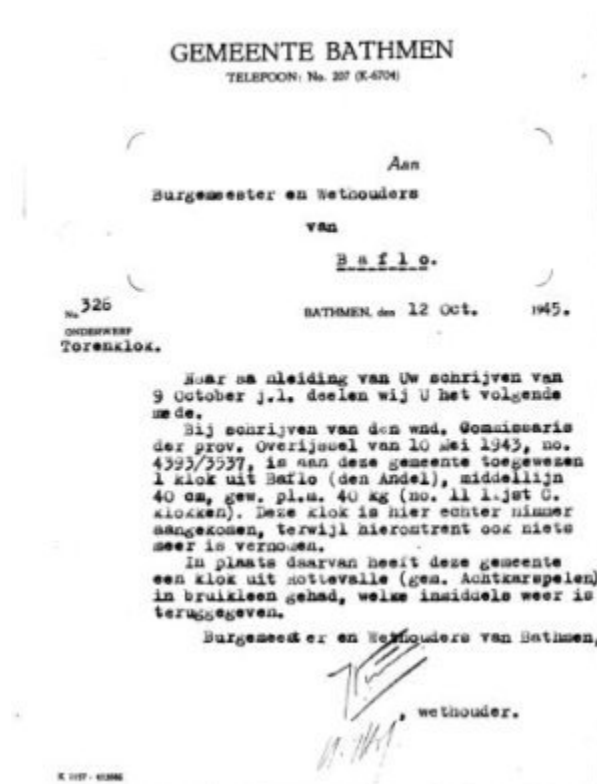 GEMEENTE BATHMEN
TELEFOON: No. 207 (K-6704)
Aan
Burgemeester en Wethouders
van
Baflo.
No. 326
BATHMEN, den 12 Oct. 1945.
ONDERWERP
Torenklok.
Naar aa nleiding van Uw schrijven van
9 October j.l. deelen wij U het volgende
mede.
Bij schrijven van den wnd. Commissaris
der prov. Overijssel van 10 Mei 1943, no.
4393/3537, is aan deze gemeente toegewezen
1 klok uit Baflo (den Andel), middellijn
40 cm, gew. pl.m. 40 kg (no. 11 lijst C.
klokken). Deze klok is hier echter nimmer
aangekomen, terwijl hieromtrent ook niets
meer is vernomen.
In plaats daarvan heeft deze gemeente
een klok uit Rottevalle (gem. Achtkarspelen)
in bruikleen gehad, welke inmiddels weer is
teruggegeven.
Burgemeester en Wethouders van Bathmen,
, wethouder.